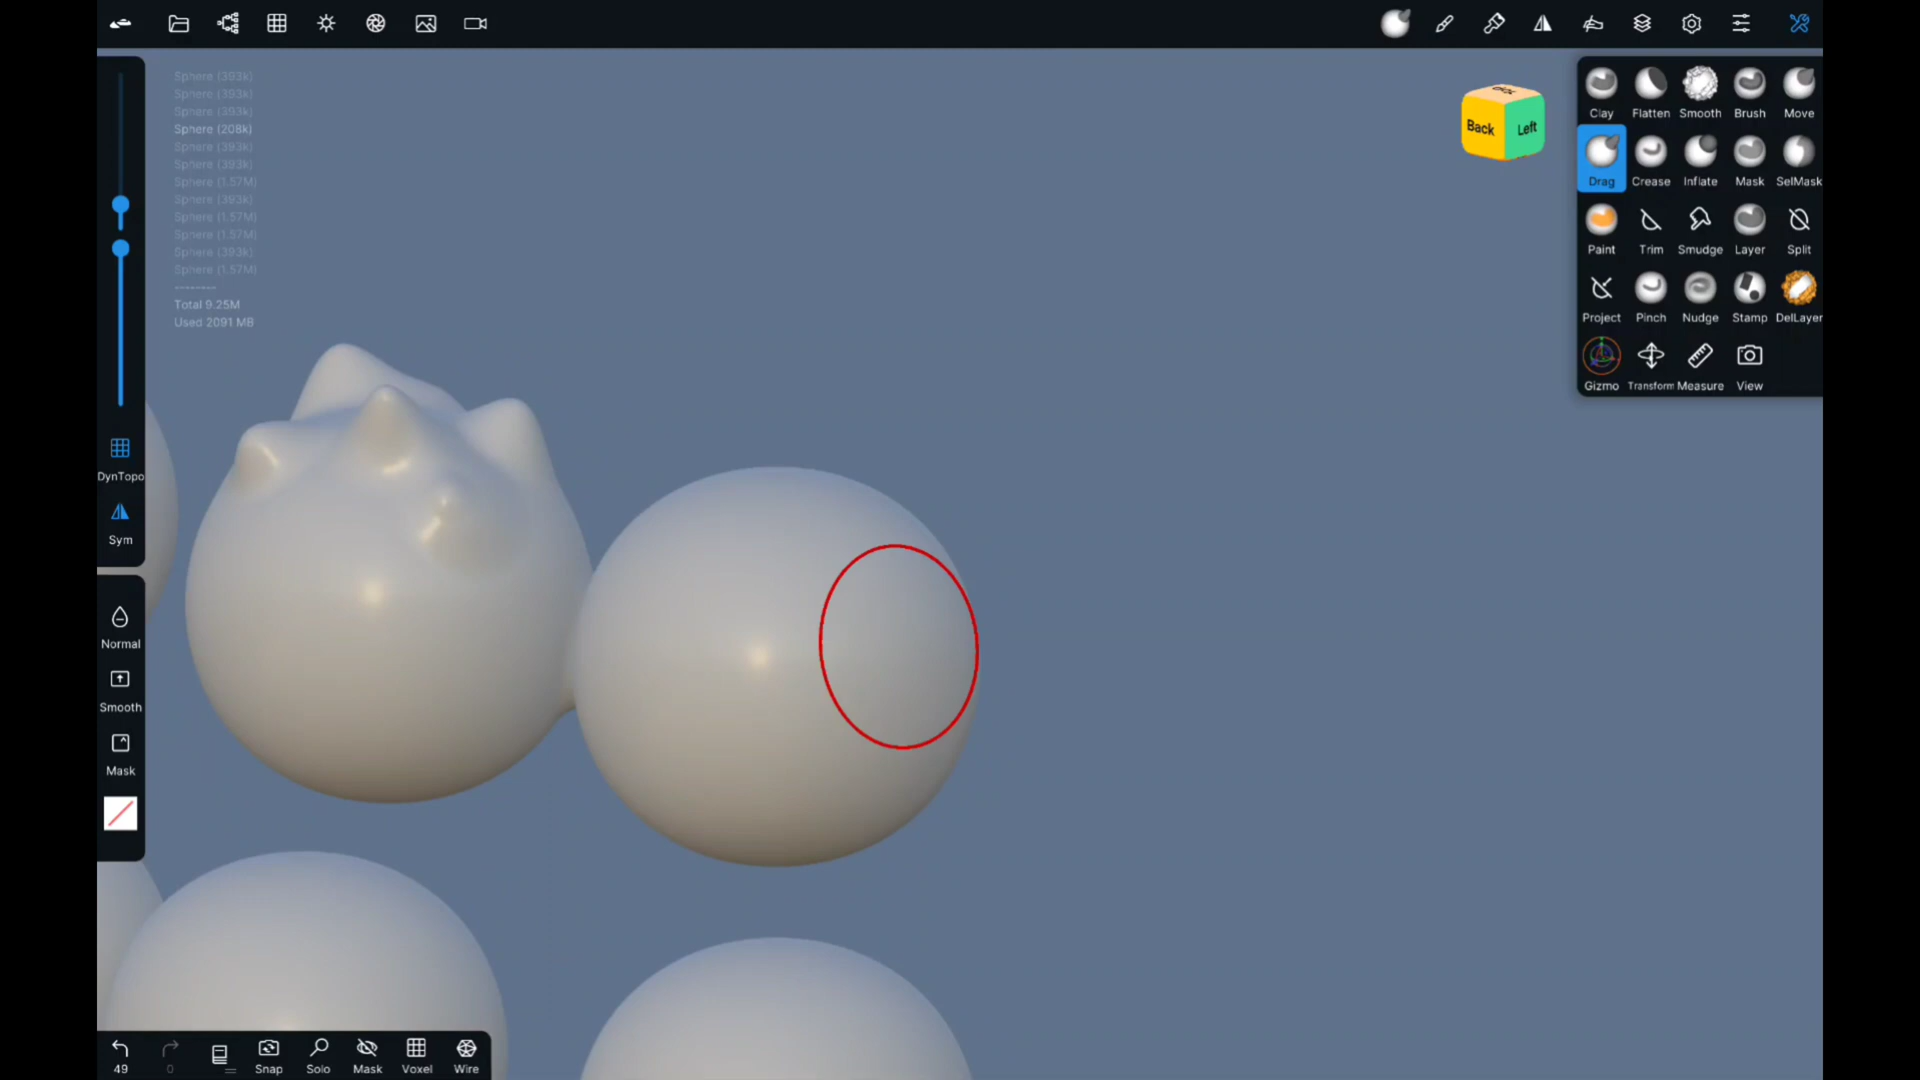 Sphere (393k)
Sphere (393k)
Sphere (393k)
Sphere (208k)
Sphere (393k)
Sphere (393k)
Sphere (1.57M)
Sphere (393k)
Sphere (1.57M)
Sphere (1.57M)
Sphere (393k)
Sphere (1.57M)
--------
Total 9.25M
Used 2091 MB
DynTopo
Sym
Normal
Smooth
Mask
Top
Back Left
Clay Flatten Smooth Brush Move
Drag Crease Inflate Mask SelMask
Paint Trim Smudge Layer Split
Project Pinch Nudge Stamp DelLayer
Gizmo Transform Measure View
49 0 Snap Solo Mask Voxel Wire